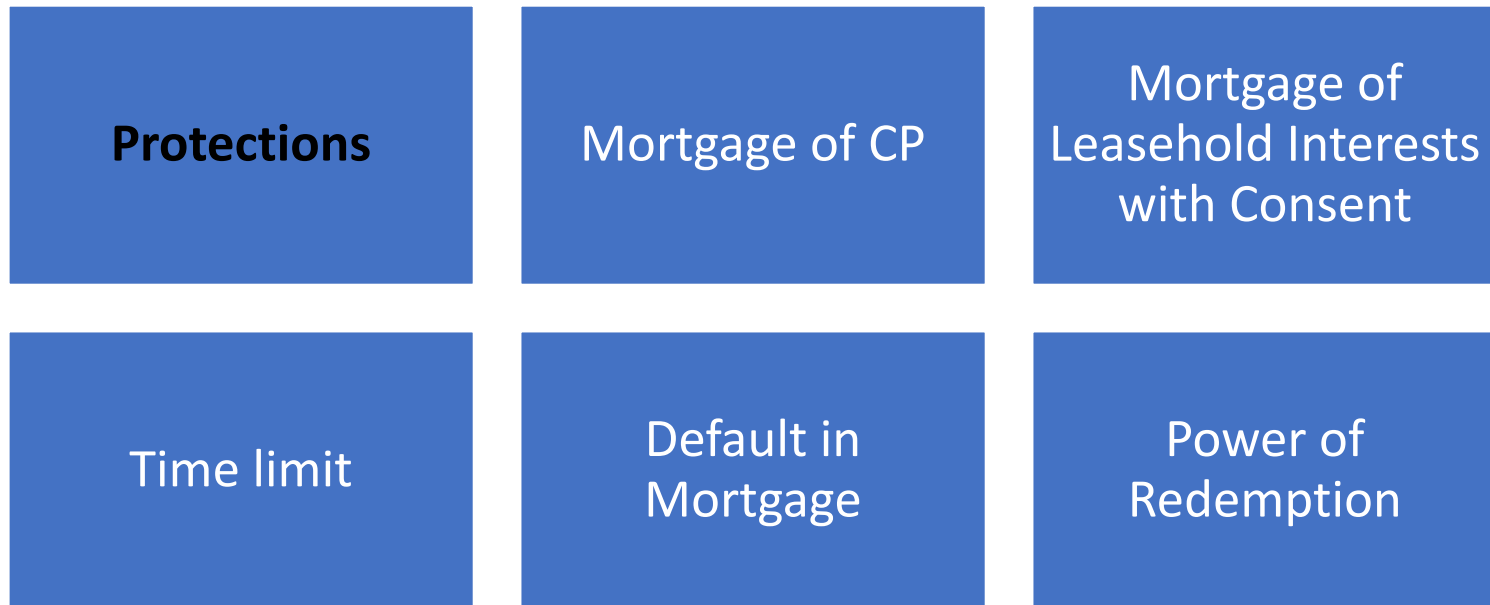 Protections
Mortgage of CP
Mortgage of
Leasehold Interests
with Consent
Time limit
Default in
Mortgage
Power of
Redemption